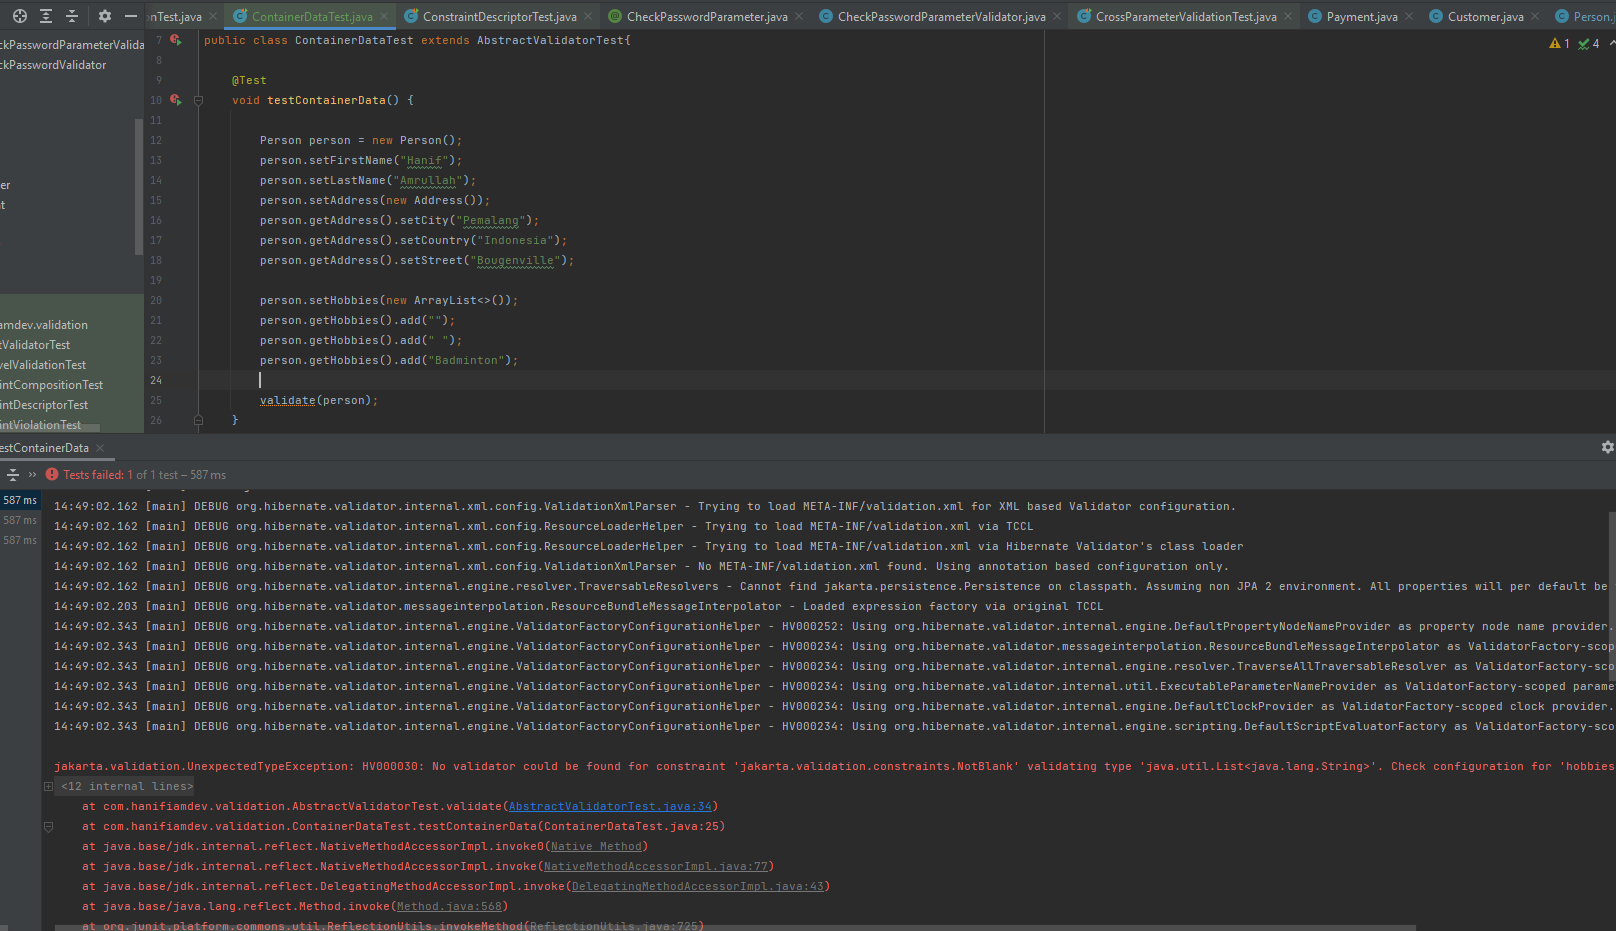 onTest.java
ContainerDataTest.java
ConstraintDescriptorTest.java
CheckPasswordParameter.java
CheckPasswordParameterValidator.java
CrossParameterValidationTest.java
Payment.java
Customer.java
Person.
ckPasswordParameterValida
ckPasswordValidator
er
t
amdev.validation
tValidatorTest
velValidationTest
intCompositionTest
intDescriptorTest
intViolationTest
1 4
7 public class ContainerDataTest extends AbstractValidatorTest{
8
9 @Test
10 void testContainerData() {
11
12 Person person = new Person();
13 person.setFirstName("Hanif");
14 person.setLastName("Amrullah");
15 person.setAddress(new Address());
16 person.getAddress().setCity("Pemalang");
17 person.getAddress().setCountry("Indonesia");
18 person.getAddress().setStreet("Bougenville");
19
20 person.setHobbies(new ArrayList<>());
21 person.getHobbies().add("");
22 person.getHobbies().add(" ");
23 person.getHobbies().add("Badminton");
24
25 validate(person);
26 }
estContainerData
Tests failed: 1 of 1 test – 587 ms
587 ms
587 ms
587 ms
14:49:02.162 [main] DEBUG org.hibernate.validator.internal.xml.config.ValidationXmlParser - Trying to load META-INF/validation.xml for XML based Validator configuration.
14:49:02.162 [main] DEBUG org.hibernate.validator.internal.xml.config.ResourceLoaderHelper - Trying to load META-INF/validation.xml via TCCL
14:49:02.162 [main] DEBUG org.hibernate.validator.internal.xml.config.ResourceLoaderHelper - Trying to load META-INF/validation.xml via Hibernate Validator's class loader
14:49:02.162 [main] DEBUG org.hibernate.validator.internal.xml.config.ValidationXmlParser - No META-INF/validation.xml found. Using annotation based configuration only.
14:49:02.162 [main] DEBUG org.hibernate.validator.internal.engine.resolver.TraversableResolvers - Cannot find jakarta.persistence.Persistence on classpath. Assuming non JPA 2 environment. All properties will per default be
14:49:02.203 [main] DEBUG org.hibernate.validator.messageinterpolation.ResourceBundleMessageInterpolator - Loaded expression factory via original TCCL
14:49:02.343 [main] DEBUG org.hibernate.validator.internal.engine.ValidatorFactoryConfigurationHelper - HV000252: Using org.hibernate.validator.internal.engine.DefaultPropertyNodeNameProvider as property node name provider.
14:49:02.343 [main] DEBUG org.hibernate.validator.internal.engine.ValidatorFactoryConfigurationHelper - HV000234: Using org.hibernate.validator.messageinterpolation.ResourceBundleMessageInterpolator as ValidatorFactory-scop
14:49:02.343 [main] DEBUG org.hibernate.validator.internal.engine.ValidatorFactoryConfigurationHelper - HV000234: Using org.hibernate.validator.internal.engine.resolver.TraverseAllTraversableResolver as ValidatorFactory-sco
14:49:02.343 [main] DEBUG org.hibernate.validator.internal.engine.ValidatorFactoryConfigurationHelper - HV000234: Using org.hibernate.validator.internal.util.ExecutableParameterNameProvider as ValidatorFactory-scoped parame
14:49:02.343 [main] DEBUG org.hibernate.validator.internal.engine.ValidatorFactoryConfigurationHelper - HV000234: Using org.hibernate.validator.internal.engine.DefaultClockProvider as ValidatorFactory-scoped clock provider.
14:49:02.343 [main] DEBUG org.hibernate.validator.internal.engine.ValidatorFactoryConfigurationHelper - HV000234: Using org.hibernate.validator.internal.engine.scripting.DefaultScriptEvaluatorFactory as ValidatorFactory-sco
jakarta.validation.UnexpectedTypeException: HV000030: No validator could be found for constraint 'jakarta.validation.constraints.NotBlank' validating type 'java.util.List<java.lang.String>'. Check configuration for 'hobbies
<12 internal lines>
at com.hanifiamdev.validation.AbstractValidatorTest.validate(AbstractValidatorTest.java:34)
at com.hanifiamdev.validation.ContainerDataTest.testContainerData(ContainerDataTest.java:25)
at java.base/jdk.internal.reflect.NativeMethodAccessorImpl.invoke0(Native Method)
at java.base/jdk.internal.reflect.NativeMethodAccessorImpl.invoke(NativeMethodAccessorImpl.java:77)
at java.base/jdk.internal.reflect.DelegatingMethodAccessorImpl.invoke(DelegatingMethodAccessorImpl.java:43)
at java.base/java.lang.reflect.Method.invoke(Method.java:568)
at org.junit.platform.commons.util.ReflectionUtils.invokeMethod(ReflectionUtils.java:725)